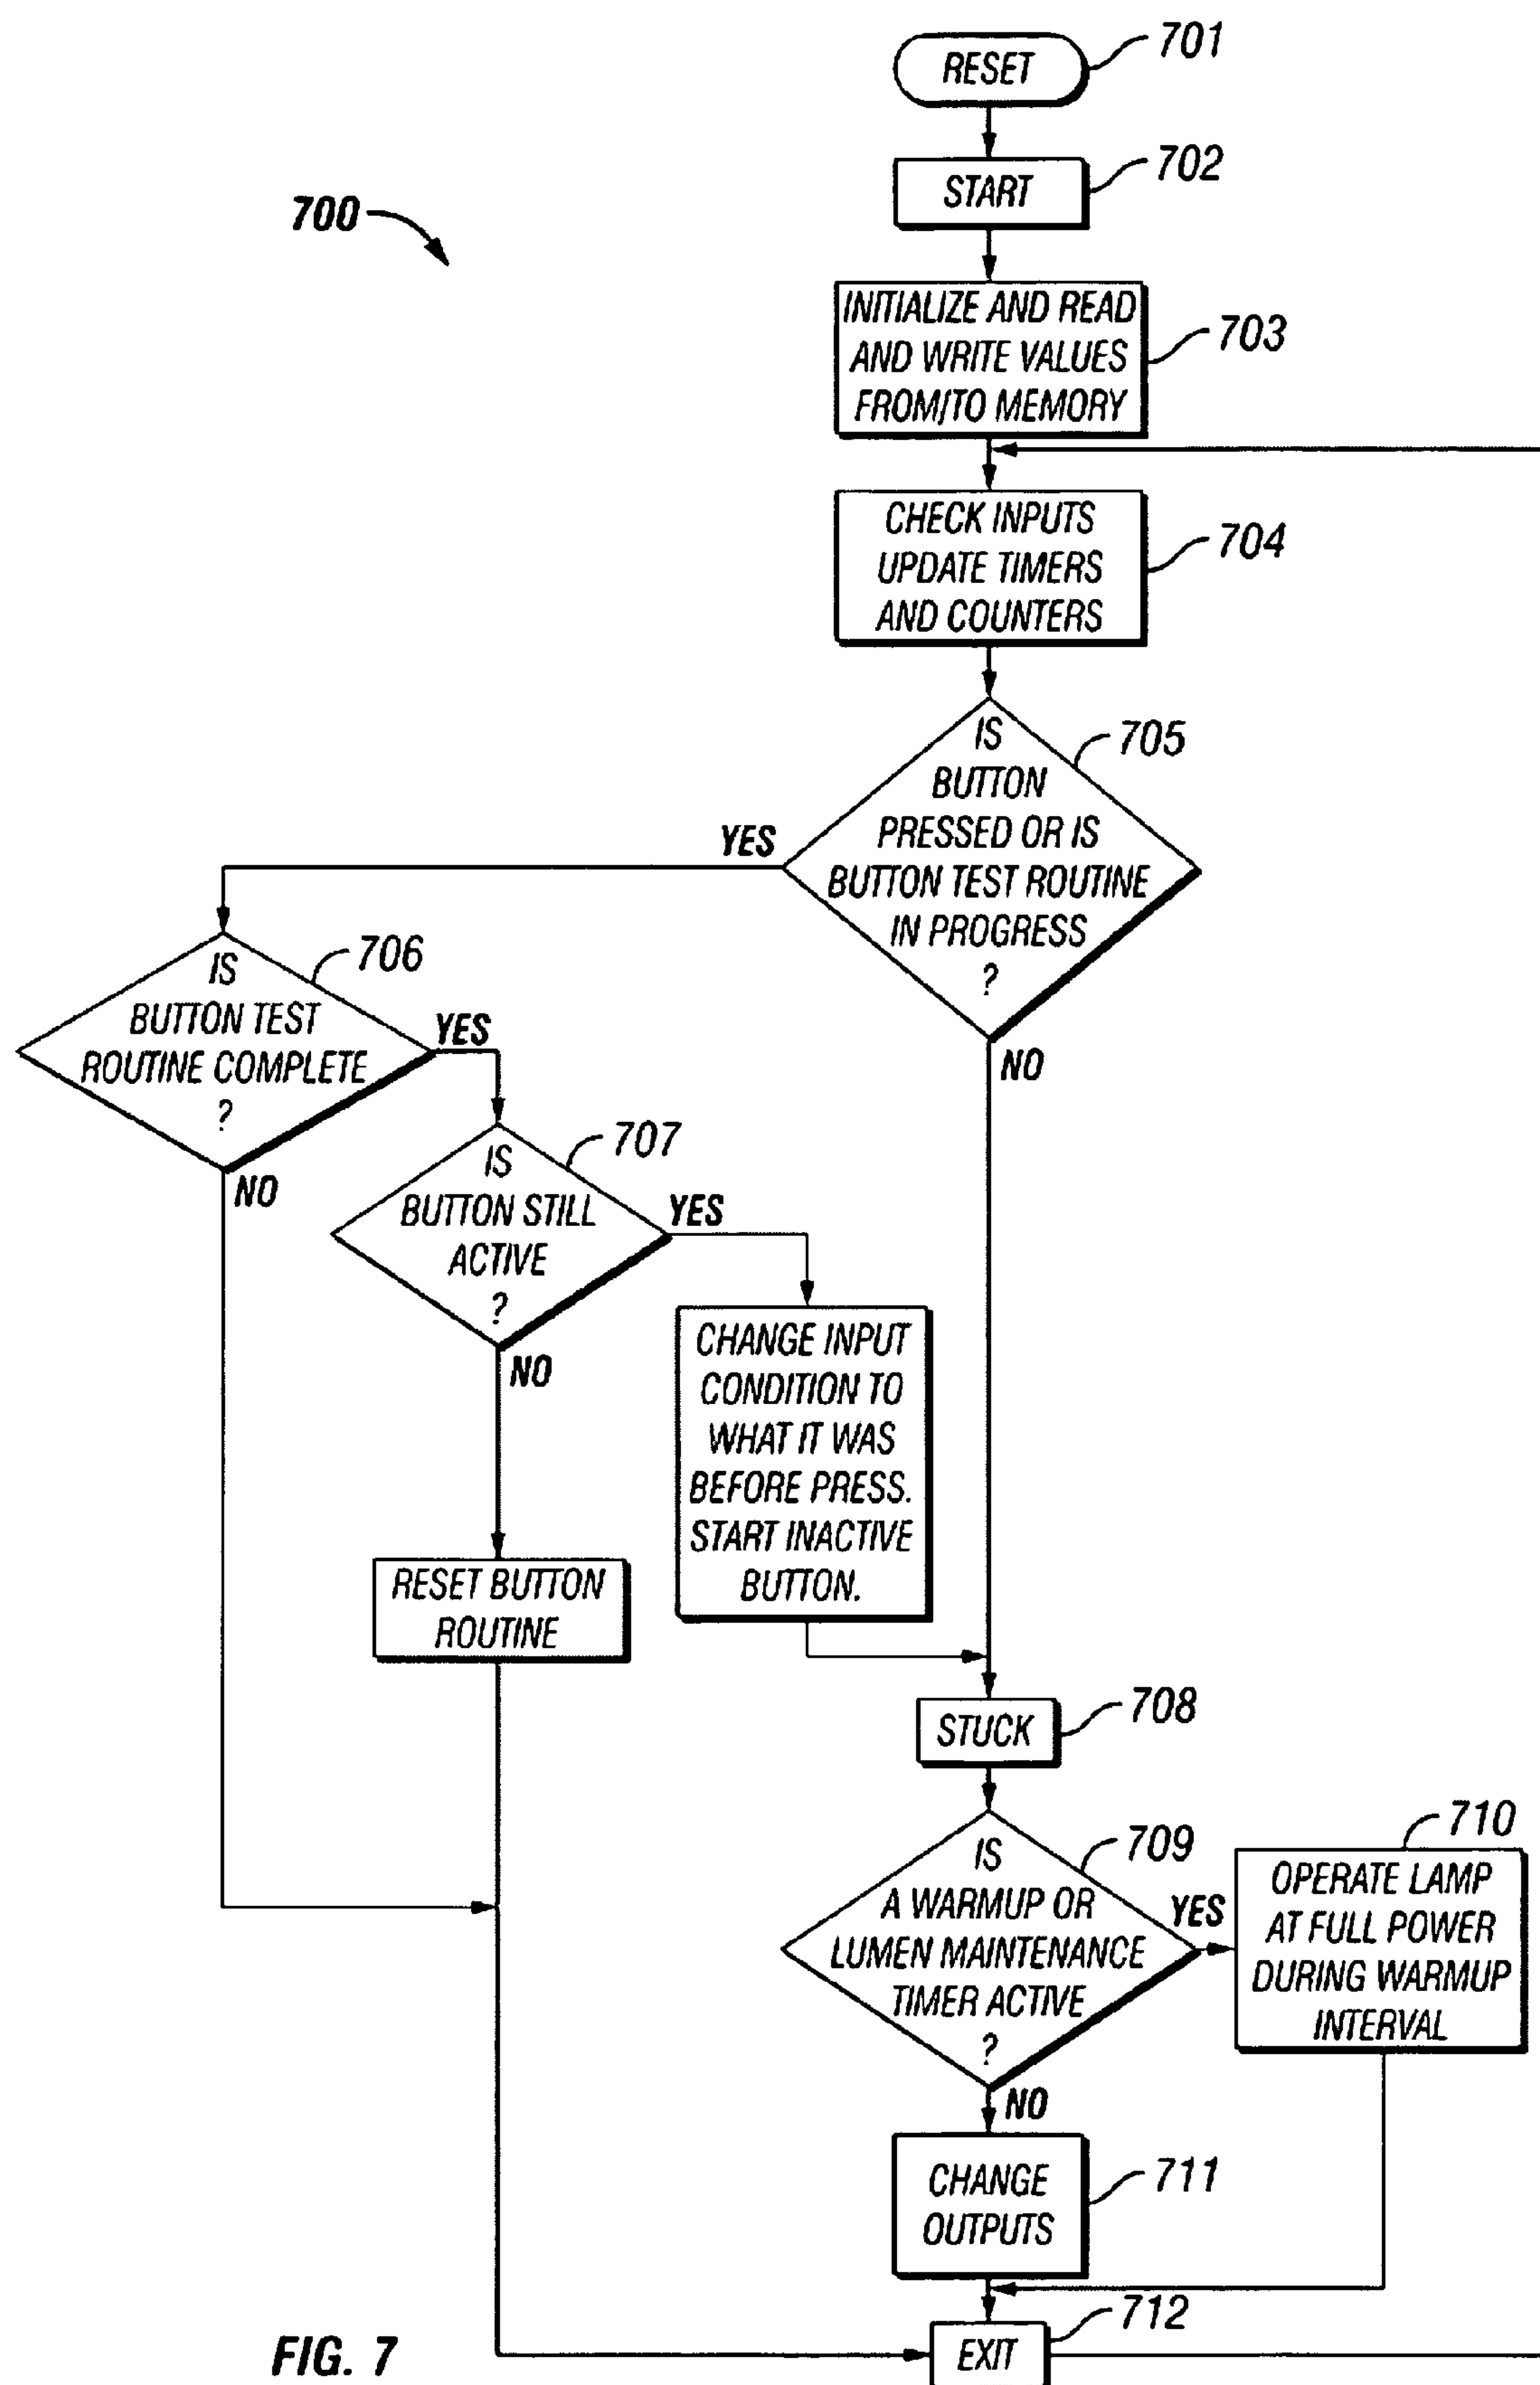 RESET
701
START
702
700
INITIALIZE AND READ
AND WRITE VALUES
FROM/TO MEMORY
703
CHECK INPUTS
UPDATE TIMERS
AND COUNTERS
704
IS
BUTTON
PRESSED OR IS
BUTTON TEST ROUTINE
IN PROGRESS
?
705
YES
NO
IS
BUTTON TEST
ROUTINE COMPLETE
?
706
YES
NO
IS
BUTTON STILL
ACTIVE
?
707
YES
NO
CHANGE INPUT
CONDITION TO
WHAT IT WAS
BEFORE PRESS.
START INACTIVE
BUTTON.
RESET BUTTON
ROUTINE
STUCK
708
IS
A WARMUP OR
LUMEN MAINTENANCE
TIMER ACTIVE
?
709
YES
NO
OPERATE LAMP
AT FULL POWER
DURING WARMUP
INTERVAL
710
CHANGE
OUTPUTS
711
EXIT
712
FIG. 7